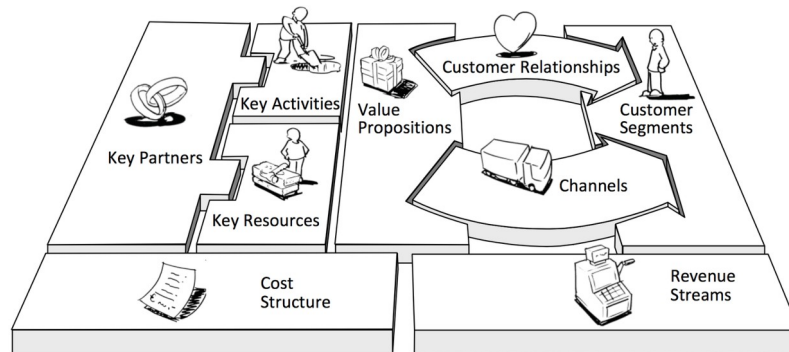 Key Partners
Key Activities
Key Resources
Value
Propositions
Customer Relationships
Channels
Customer
Segments
Cost
Structure
Revenue
Streams